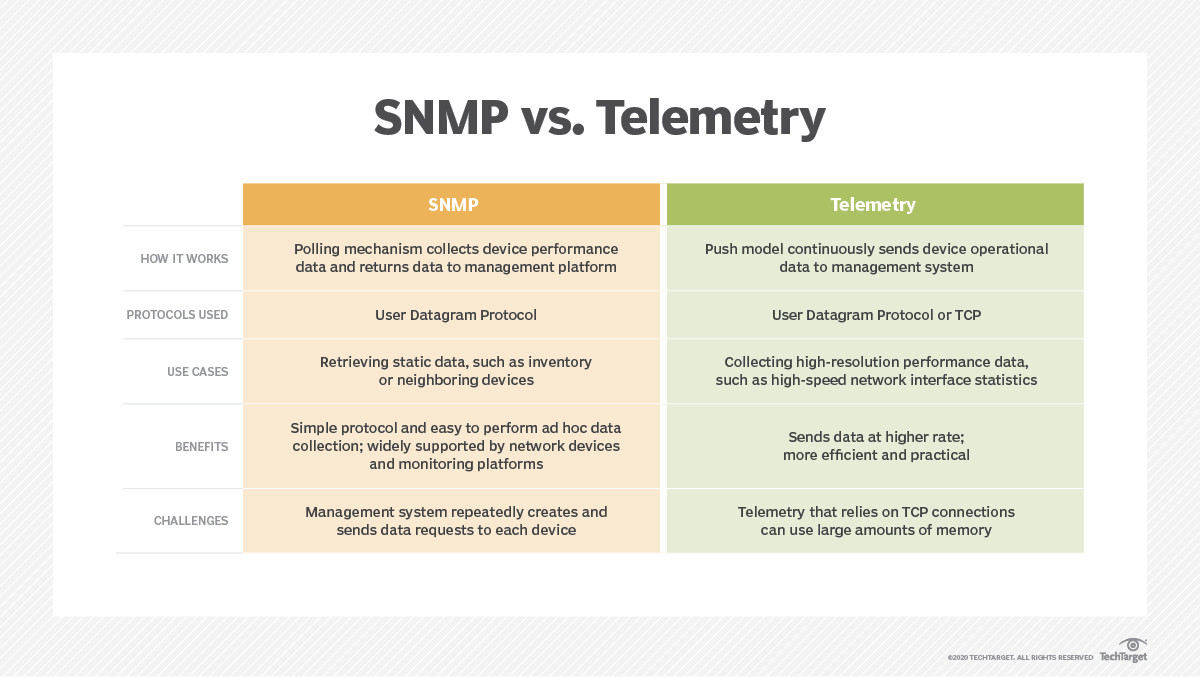 SNMP vs. Telemetry
SNMP
Telemetry
HOW IT WORKS
Polling mechanism collects device performance
data and returns data to management platform
Push model continuously sends device operational
data to management system
PROTOCOLS USED
User Datagram Protocol
User Datagram Protocol or TCP
USE CASES
Retrieving static data, such as inventory
or neighboring devices
Collecting high-resolution performance data,
such as high-speed network interface statistics
BENEFITS
Simple protocol and easy to perform ad hoc data
collection; widely supported by network devices
and monitoring platforms
Sends data at higher rate;
more efficient and practical
CHALLENGES
Management system repeatedly creates and
sends data requests to each device
Telemetry that relies on TCP connections
can use large amounts of memory
©2020 TECHTARGET. ALL RIGHTS RESERVED TechTarget